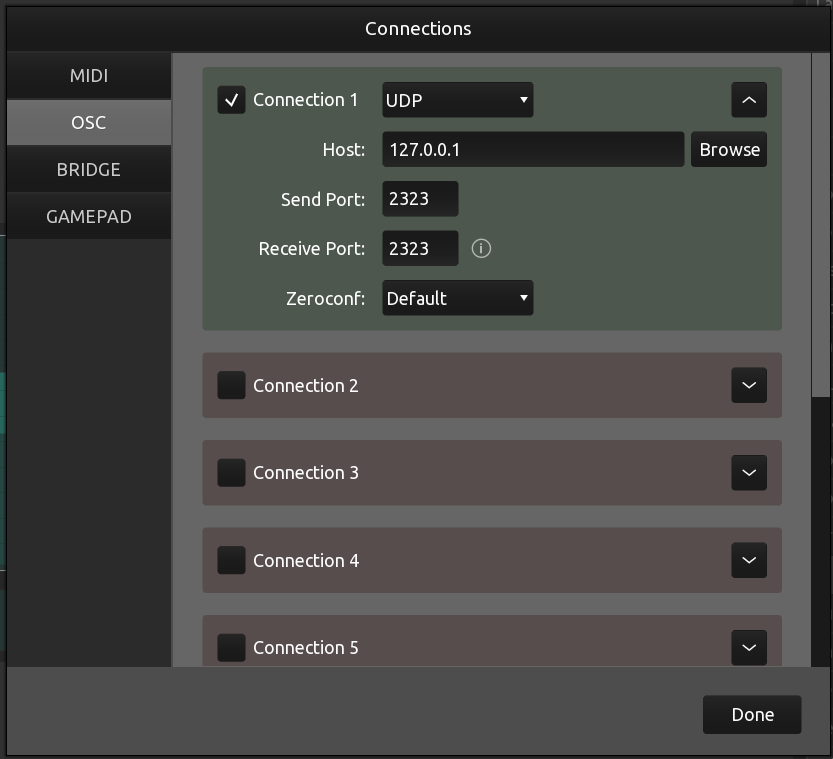 Connections
MIDI
OSC
BRIDGE
GAMEPAD
Connection 1 UDP
Host: 127.0.0.1 Browse
Send Port: 2323
Receive Port: 2323
Zeroconf: Default
Connection 2
Connection 3
Connection 4
Connection 5
Done